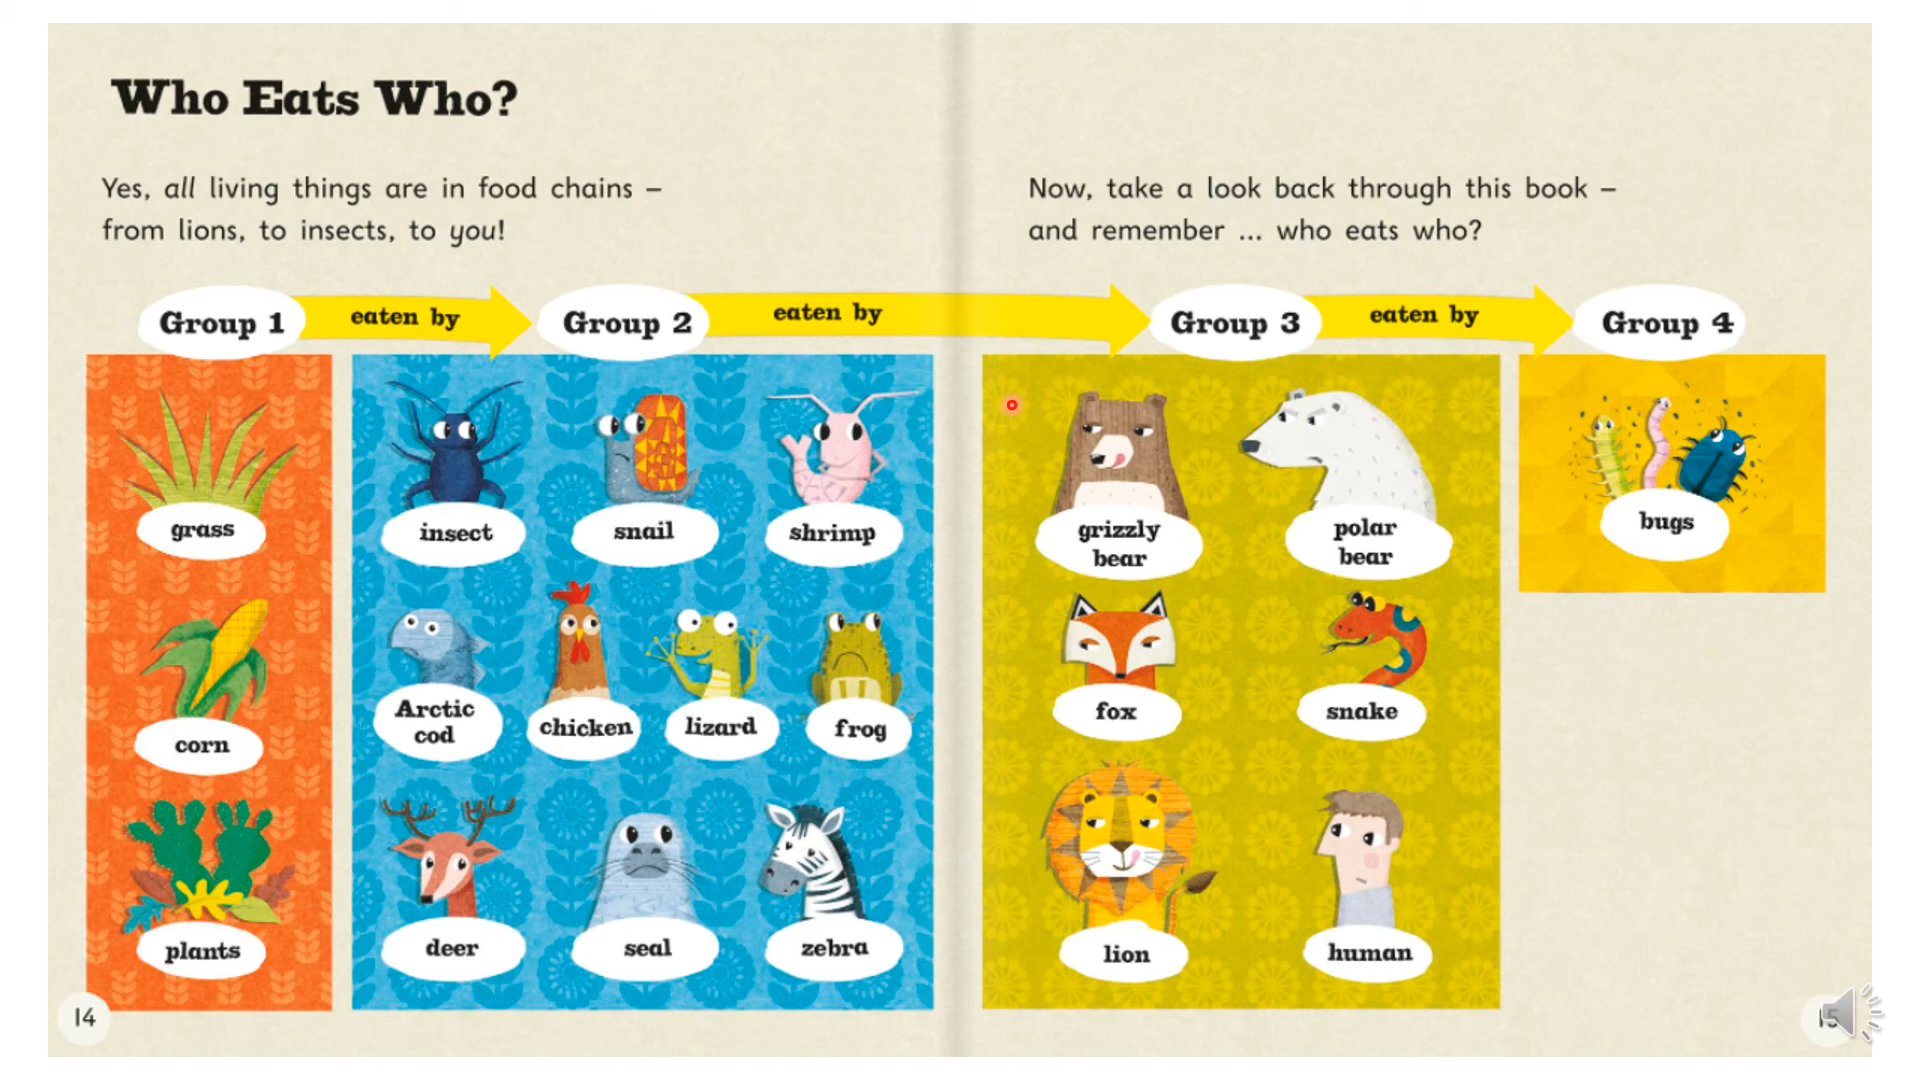 Who Eats Who?
Yes, all living things are in food chains –
from lions, to insects, to you!
Now, take a look back through this book –
and remember ... who eats who?
Group 1
eaten by
Group 2
eaten by
Group 3
eaten by
Group 4
grass
corn
plants
insect
snail
shrimp
Arctic
cod
chicken
lizard
frog
deer
seal
zebra
grizzly
bear
polar
bear
fox
snake
lion
human
bugs
14